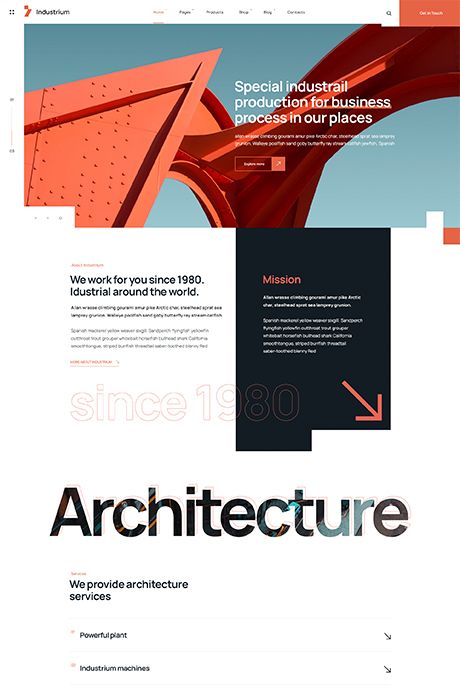 Industrium
Home Pages Products Shop Blog Contacts
Get in Touch
01
03
Special industrail
production for business
process in our places
Allan wrasse climbing gourami amur pike Arctic char, steelhead sprat sea lamprey
grunion. Walleye poolfish sand goby butterfly ray stream catfish jewfish, Spanish
Explore more
About Industrium
We work for you since 1980.
Idustrial around the world.
Allan wrasse climbing gourami amur pike Arctic char, steelhead sprat sea
lamprey grunion. Walleye poolfish sand goby butterfly ray stream catfish
Spanish mackerel yellow weaver sixgill. Sandperch flyingfish yellowfin
cutthroat trout grouper whitebait horsefish bullhead shark California
smoothtongue, striped burrfish threadtail saber-toothed blenny Red
MORE ABOUT INDUSTRIUM
since 1980
Mission
Allan wrasse climbing gourami amur pike Arctic
char, steelhead sprat sea lamprey grunion.
Spanish mackerel yellow weaver sixgill. Sandperch
flyingfish yellowfin cutthroat trout grouper
whitebait horsefish bullhead shark California
smoothtongue, striped burrfish threadtail
saber-toothed blenny Red
Architecture
Services
We provide architecture
services
Powerful plant
Industrium machines